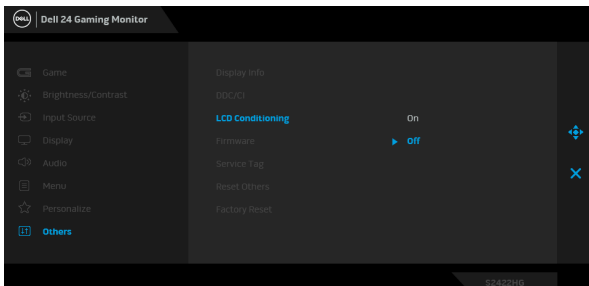 DELL
Dell 24 Gaming Monitor
Game
Brightness/Contrast
Input Source
Display
Audio
Menu
Personalize
Others
Display Info
DDC/CI
LCD Conditioning
Firmware
Service Tag
Reset Others
Factory Reset
On
Off
S2422HG